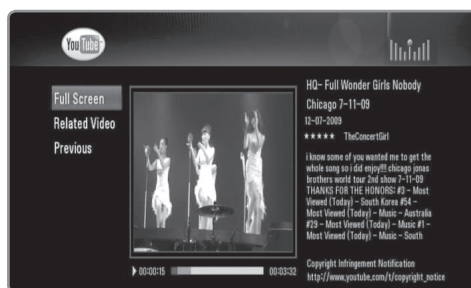 YouTube
Full Screen
Related Video
Previous
HQ- Full Wonder Girls Nobody
Chicago 7-11-09
12-07-2009
★★★★★ TheConcertGirl
i know some of you wanted me to get the
whole song so i did enjoy!!!! chicago jonas
brothers world tour 2nd show 7-11-09
THANKS FOR THE HONORS: #3 - Most
Viewed (Today) - South Korea #54 -
Most Viewed (Today) - Music - Australia
#29 - Most Viewed (Today) - Music #1 -
Most Viewed (Today) - Music - South
00:00:15
00:03:32
Copyright Infringement Notification
http://www.youtube.com/t/copyright_notice